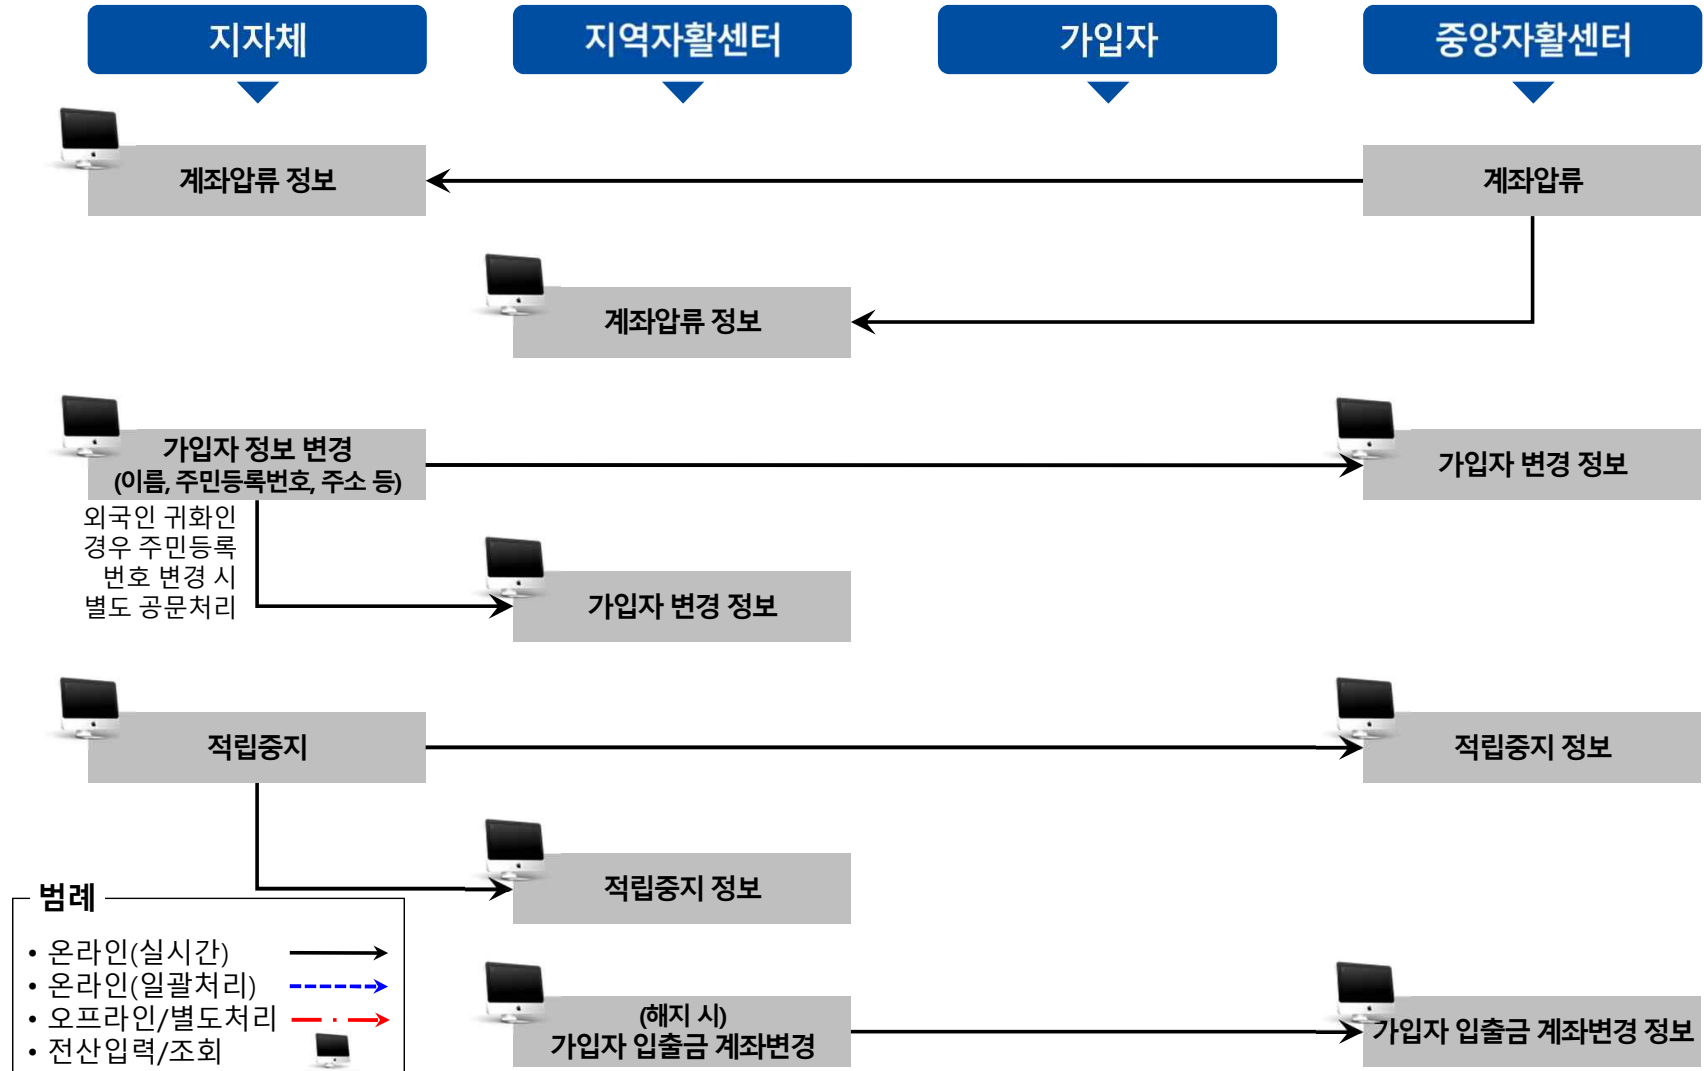 지자체
지역자활센터
가입자
중앙자활센터
계좌압류 정보
계좌압류
계좌압류 정보
가입자 정보 변경
(이름, 주민등록번호, 주소 등)
가입자 변경 정보
외국인 귀화인
경우 주민등록
번호 변경 시
별도 공문처리
가입자 변경 정보
적립중지
적립중지 정보
적립중지 정보
범례
• 온라인(실시간)
• 온라인(일괄처리)
• 오프라인/별도처리
• 전산입력/조회
(해지 시)
가입자 입출금 계좌변경
가입자 입출금 계좌변경 정보